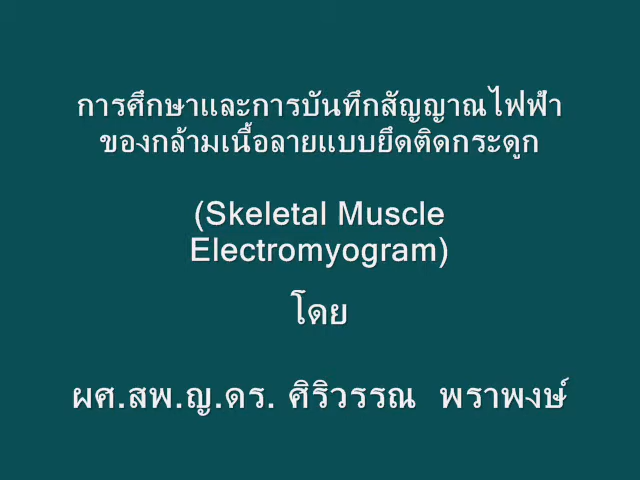 การศึกษาและการบันทึกสัญญาณไฟฟ้า
ของกล้ามเนื้อลายแบบยึดติดกระดูก
(Skeletal Muscle
Electromyogram)
โดย
ผศ.สพ.ญ.ดร. ศิริวรรณ พราพงษ์